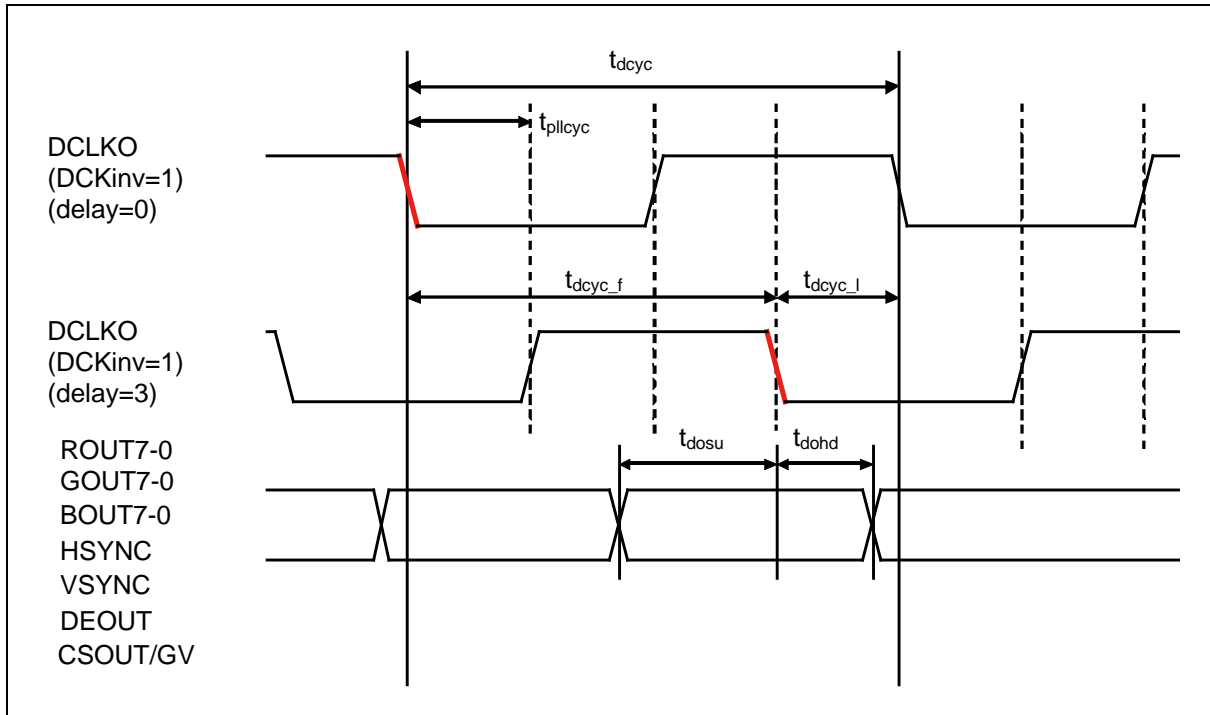 t_dcyc
t_pllcyc
DCLKO
(DCKinv=1)
(delay=0)
t_dcyc_f
t_dcyc_l
DCLKO
(DCKinv=1)
(delay=3)
t_dosu
t_dohd
ROUT7-0
GOUT7-0
BOUT7-0
HSYNC
VSYNC
DEOUT
CSOUT/GV